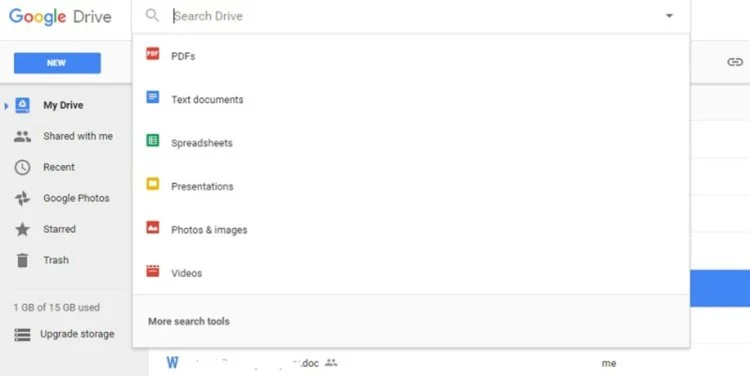 Google Drive
Search Drive
NEW
PDF
PDFs
Text documents
Spreadsheets
Presentations
Photos & images
Videos
More search tools
My Drive
Shared with me
Recent
Google Photos
Starred
Trash
1 GB of 15 GB used
Upgrade storage
W .doc me